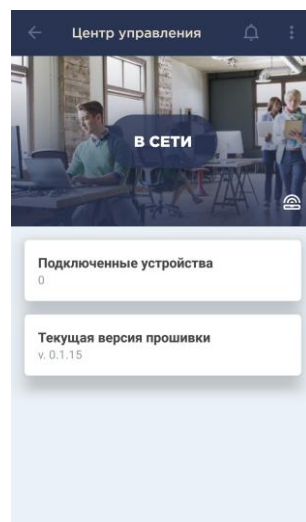 Центр управления
В СЕТИ
Подключенные устройства
0
Текущая версия прошивки
v. 0.1.15